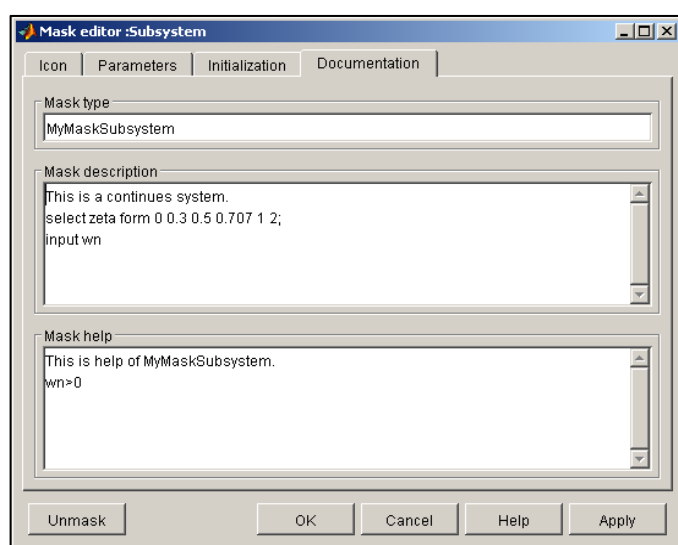 Mask editor :Subsystem
Icon Parameters Initialization Documentation
Mask type
MyMaskSubsystem
Mask description
This is a continues system.
select zeta form 0 0.3 0.5 0.707 1 2;
input wn
Mask help
This is help of MyMaskSubsystem.
wn>0
Unmask OK Cancel Help Apply